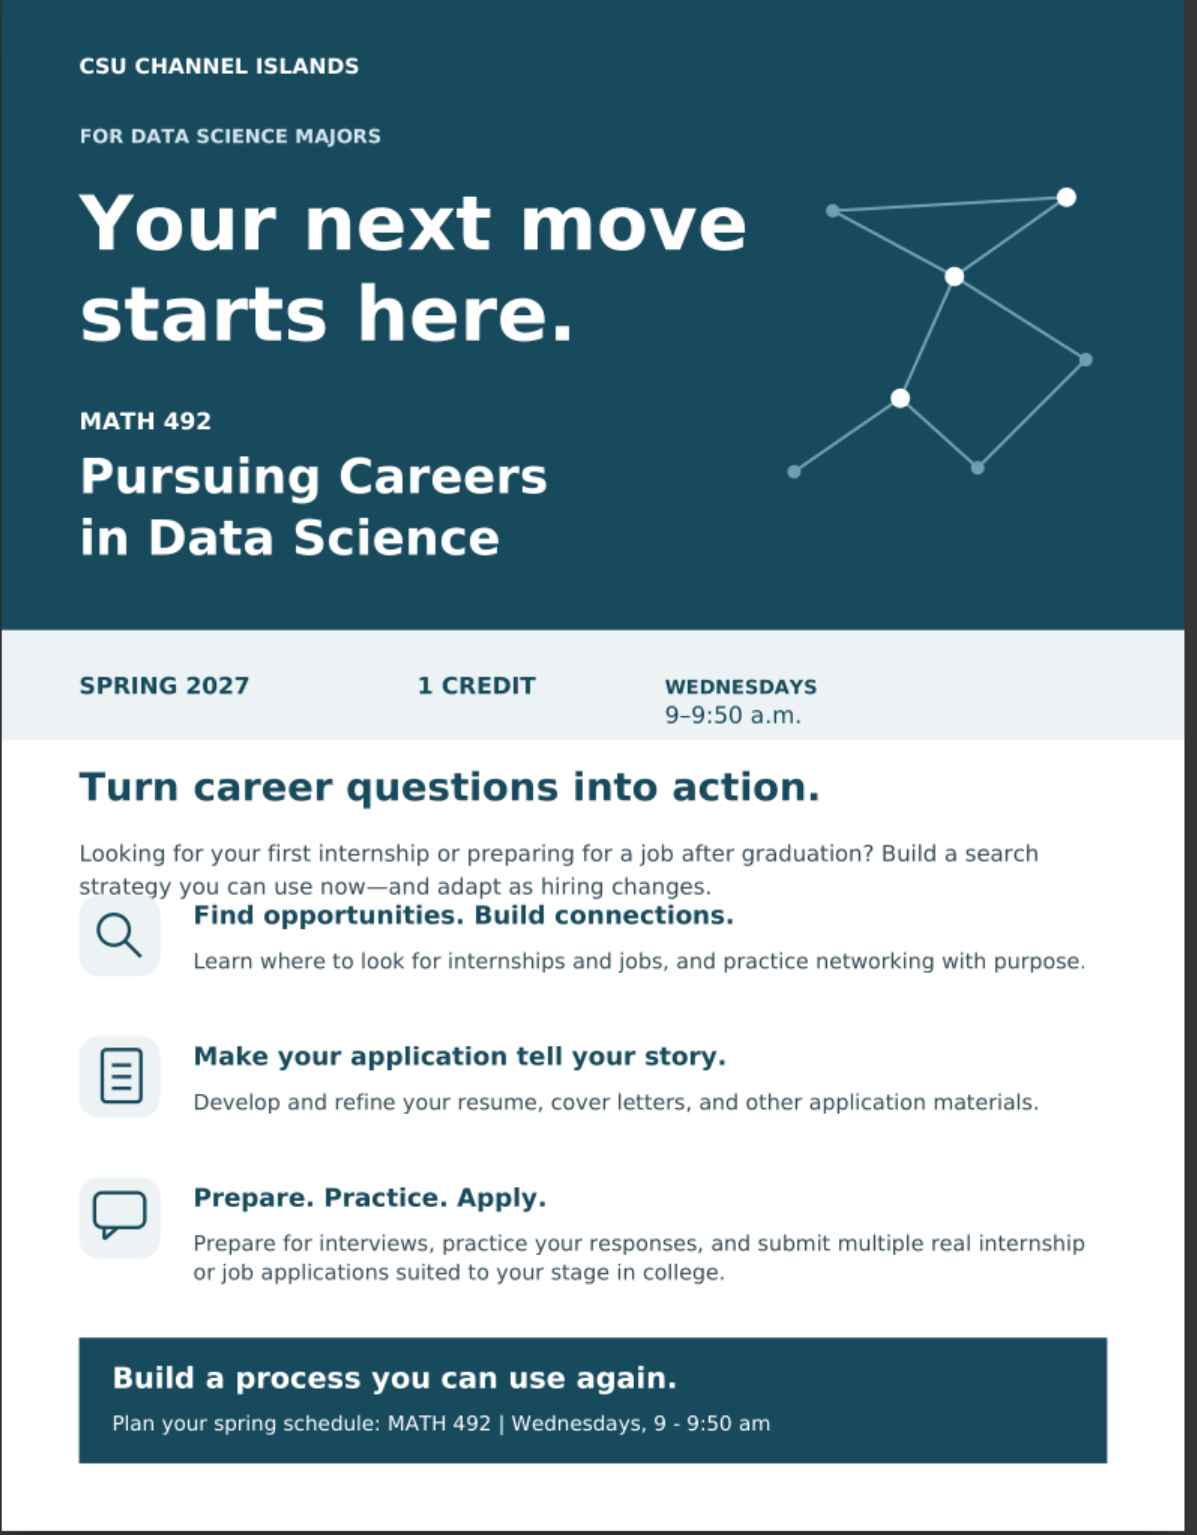 CSU CHANNEL ISLANDS
FOR DATA SCIENCE MAJORS
Your next move
starts here.
MATH 492
Pursuing Careers
in Data Science
SPRING 2027
1 CREDIT
WEDNESDAYS
9–9:50 a.m.
Turn career questions into action.
Looking for your first internship or preparing for a job after graduation? Build a search
strategy you can use now—and adapt as hiring changes.
Find opportunities. Build connections.
Learn where to look for internships and jobs, and practice networking with purpose.
Make your application tell your story.
Develop and refine your resume, cover letters, and other application materials.
Prepare. Practice. Apply.
Prepare for interviews, practice your responses, and submit multiple real internship
or job applications suited to your stage in college.
Build a process you can use again.
Plan your spring schedule: MATH 492 | Wednesdays, 9 - 9:50 am